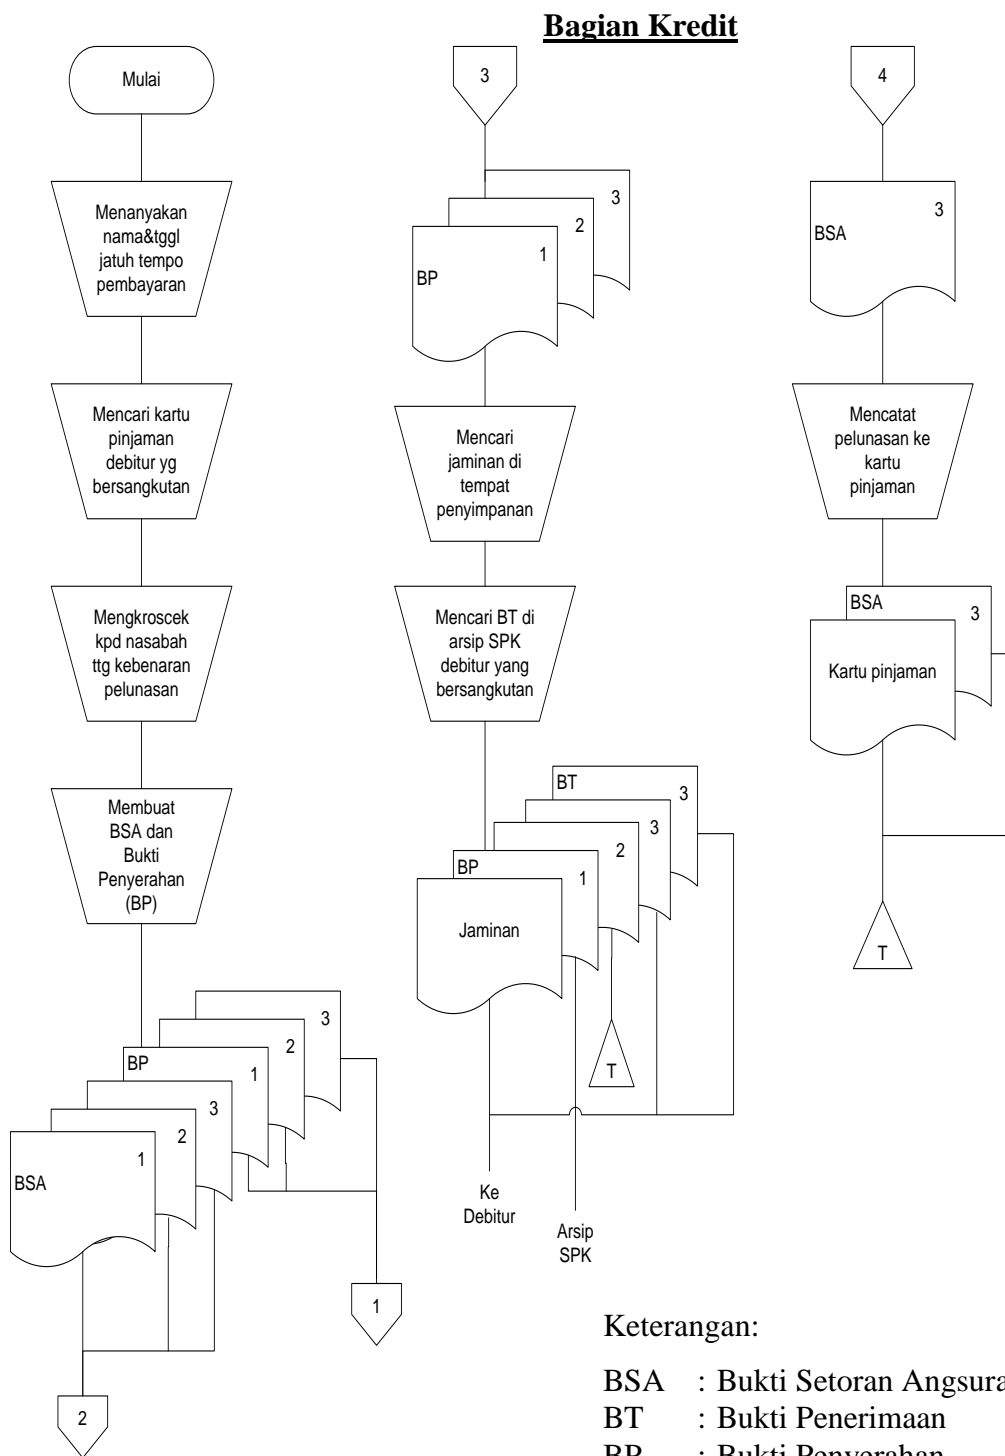 Bagian Kredit
Mulai
Menanyakan
nama&tggl
jatuh tempo
pembayaran
Mencari kartu
pinjaman
debitur yg
bersangkutan
Mengkroscek
kpd nasabah
ttg kebenaran
pelunasan
Membuat
BSA dan
Bukti
Penyerahan
(BP)
3
2
BP
1
3
2
1
BSA
1
2
3
3
2
1
BP
Mencari
jaminan di
tempat
penyimpanan
Mencari BT di
arsip SPK
debitur yang
bersangkutan
BT
3
3
2
BP
1
Jaminan
T
Ke
Debitur
Arsip
SPK
4
3
BSA
Mencatat
pelunasan ke
kartu
pinjaman
BSA
3
Kartu pinjaman
T
Keterangan:
BSA : Bukti Setoran Angsura
BT : Bukti Penerimaan
BP : Bukti Penyerahan